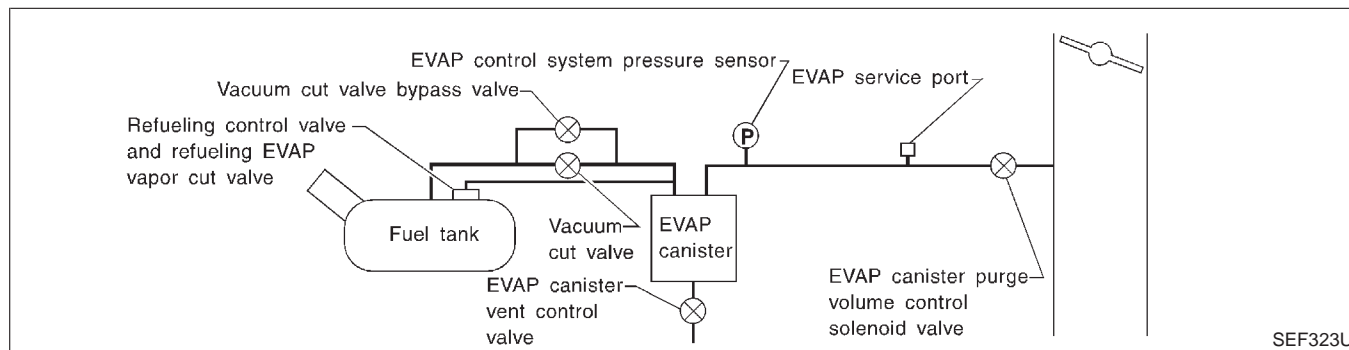 EVAP control system pressure sensor
EVAP service port
Vacuum cut valve bypass valve
Refueling control valve
and refueling EVAP
vapor cut valve
P
Fuel tank
Vacuum
cut valve
EVAP
canister
EVAP canister
vent control
valve
EVAP canister purge
volume control
solenoid valve
SEF323U